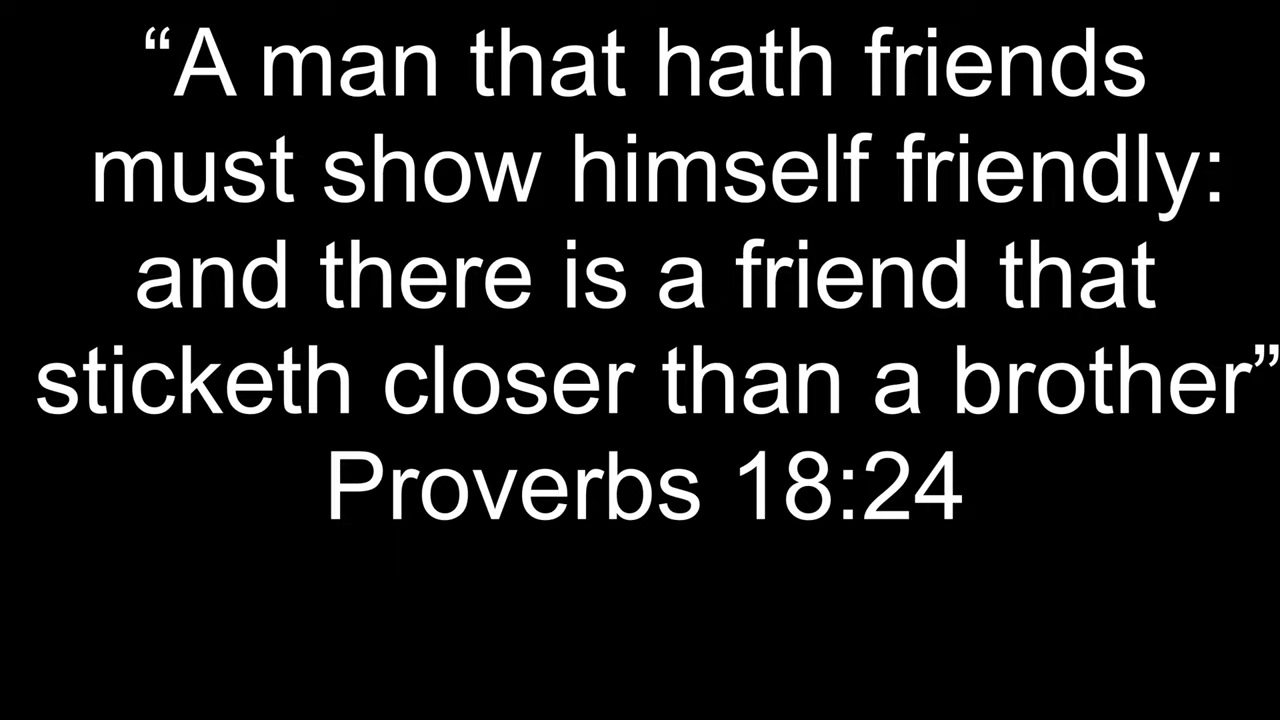 “A man that hath friends
must show himself friendly:
and there is a friend that
sticketh closer than a brother”
Proverbs 18:24